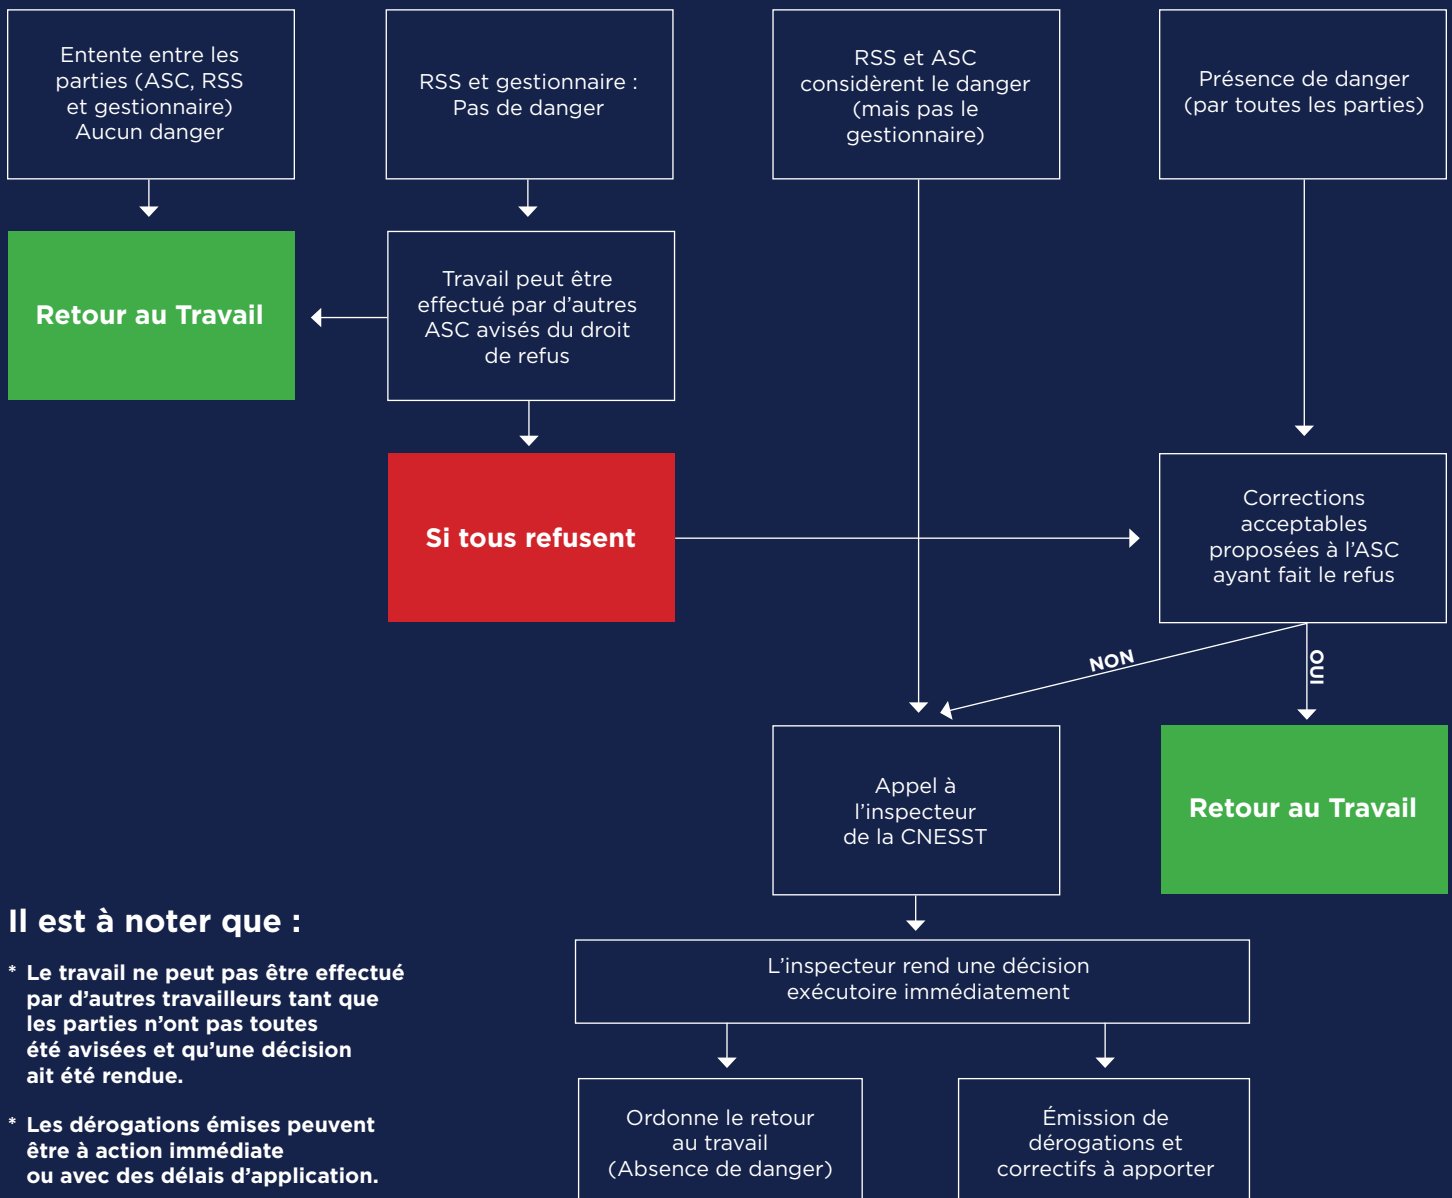 Entente entre les
parties (ASC, RSS
et gestionnaire)
Aucun danger
RSS et gestionnaire :
Pas de danger
RSS et ASC
considèrent le danger
(mais pas le
gestionnaire)
Présence de danger
(par toutes les parties)
Retour au Travail
Travail peut être
effectué par d’autres
ASC avisés du droit
de refus
Si tous refusent
Corrections
acceptables
proposées à l’ASC
ayant fait le refus
NON
OUI
Appel à
l’inspecteur
de la CNESST
Retour au Travail
Il est à noter que :
* Le travail ne peut pas être effectué
par d’autres travailleurs tant que
les parties n’ont pas toutes
été avisées et qu’une décision
ait été rendue.
* Les dérogations émises peuvent
être à action immédiate
ou avec des délais d’application.
L’inspecteur rend une décision
exécutoire immédiatement
Ordonne le retour
au travail
(Absence de danger)
Émission de
dérogations et
correctifs à apporter